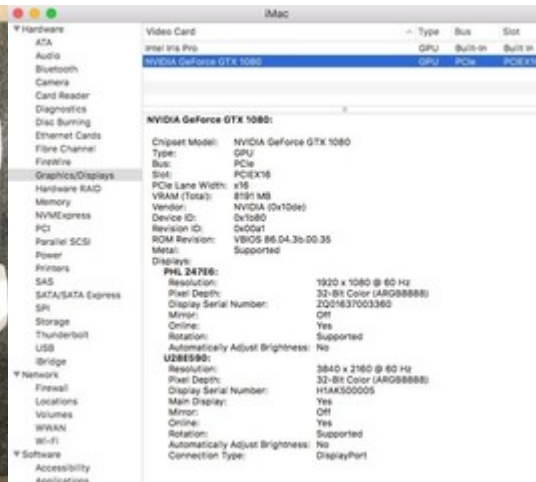 iMac
Hardware
ATA
Audio
Bluetooth
Camera
Card Reader
Diagnostics
Disc Burning
Ethernet Cards
Fibre Channel
FireWire
Graphics/Displays
Hardware RAID
Memory
NVMExpress
PCI
Parallel SCSI
Power
Printers
SAS
SATA/SATA Express
SPI
Storage
Thunderbolt
USB
iBridge
Network
Firewall
Locations
Volumes
WWAN
Wi-Fi
Software
Accessibility
Applications
Video Card Type Bus Slot
Intel Iris Pro GPU Built-In Built In
NVIDIA GeForce GTX 1080 GPU PCIe PCIEX16
NVIDIA GeForce GTX 1080:
Chipset Model: NVIDIA GeForce GTX 1080
Type: GPU
Bus: PCIe
Slot: PCIEX16
PCIe Lane Width: x16
VRAM (Total): 8191 MB
Vendor: NVIDIA (0x10de)
Device ID: 0x1b80
Revision ID: 0x00a1
ROM Revision: VBIOS 86.04.3b.00.35
Metal: Supported
Displays:
PHL 247E6:
Resolution: 1920 x 1080 @ 60 Hz
Pixel Depth: 32-Bit Color (ARGB8888)
Display Serial Number: ZQ01637003360
Mirror: Off
Online: Yes
Rotation: Supported
Automatically Adjust Brightness: No
U28E590:
Resolution: 3840 x 2160 @ 60 Hz
Pixel Depth: 32-Bit Color (ARGB8888)
Display Serial Number: H1AK500005
Main Display: Yes
Mirror: Off
Online: Yes
Rotation: Supported
Automatically Adjust Brightness: No
Connection Type: DisplayPort